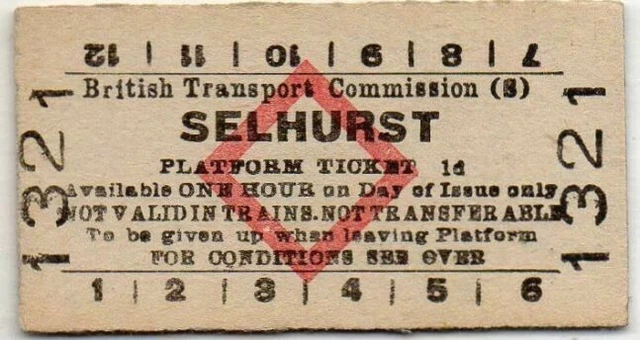 7 | 8 | 9 | 10 | 11 | 12
British Transport Commission (S)
SELHURST
PLATFORM TICKET 1d
Available ONE HOUR on Day of Issue only
NOT VALID IN TRAINS. NOT TRANSFERABLE
To be given up when leaving Platform
FOR CONDITIONS SEE OVER
1 | 2 | 3 | 4 | 5 | 6
1321
1321